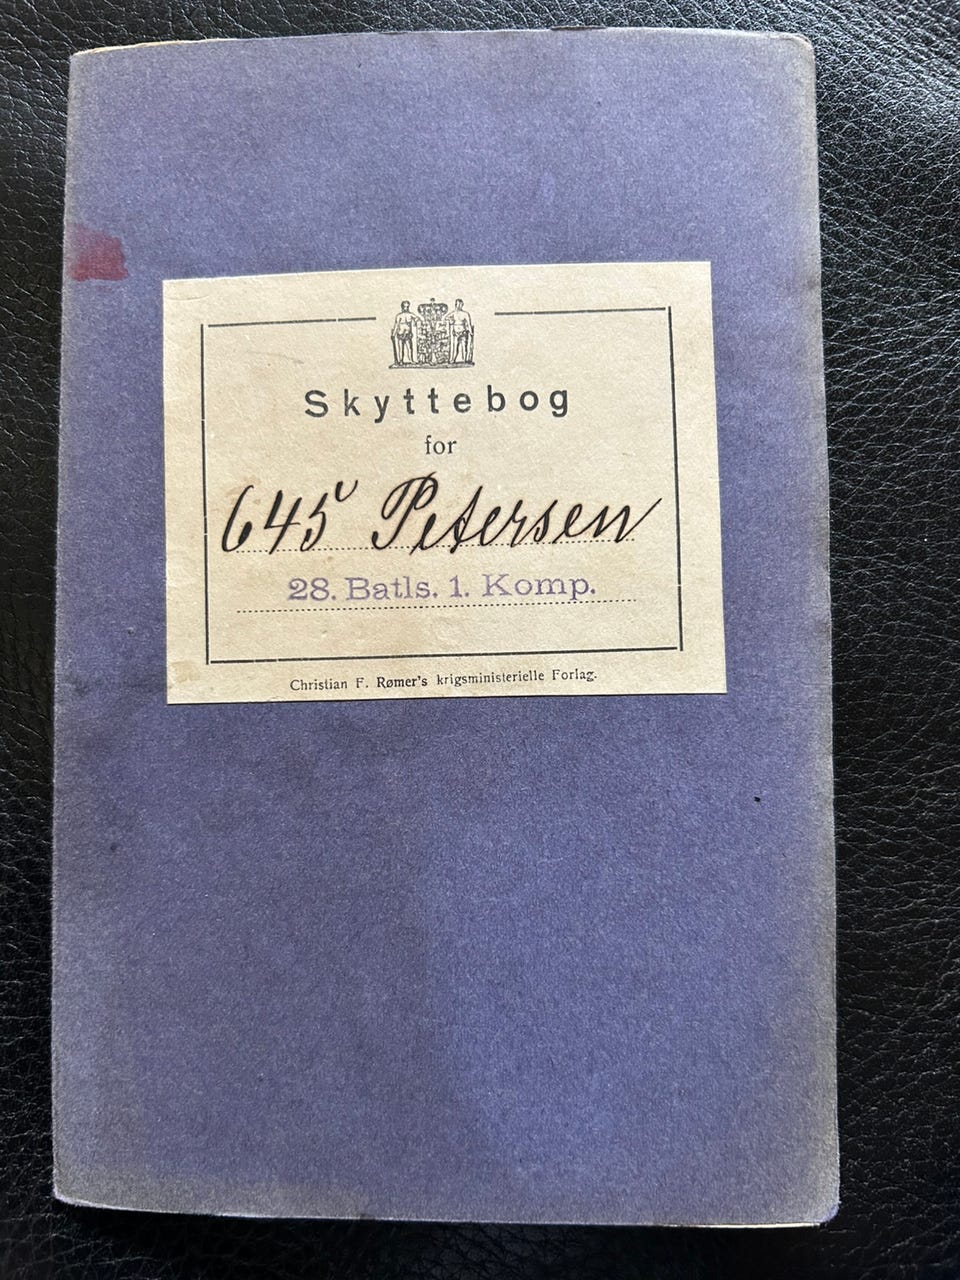 Skyttebog
for
645 Petersen
28. Batls. 1. Komp.
Christian F. Rømer's krigsministerielle Forlag.